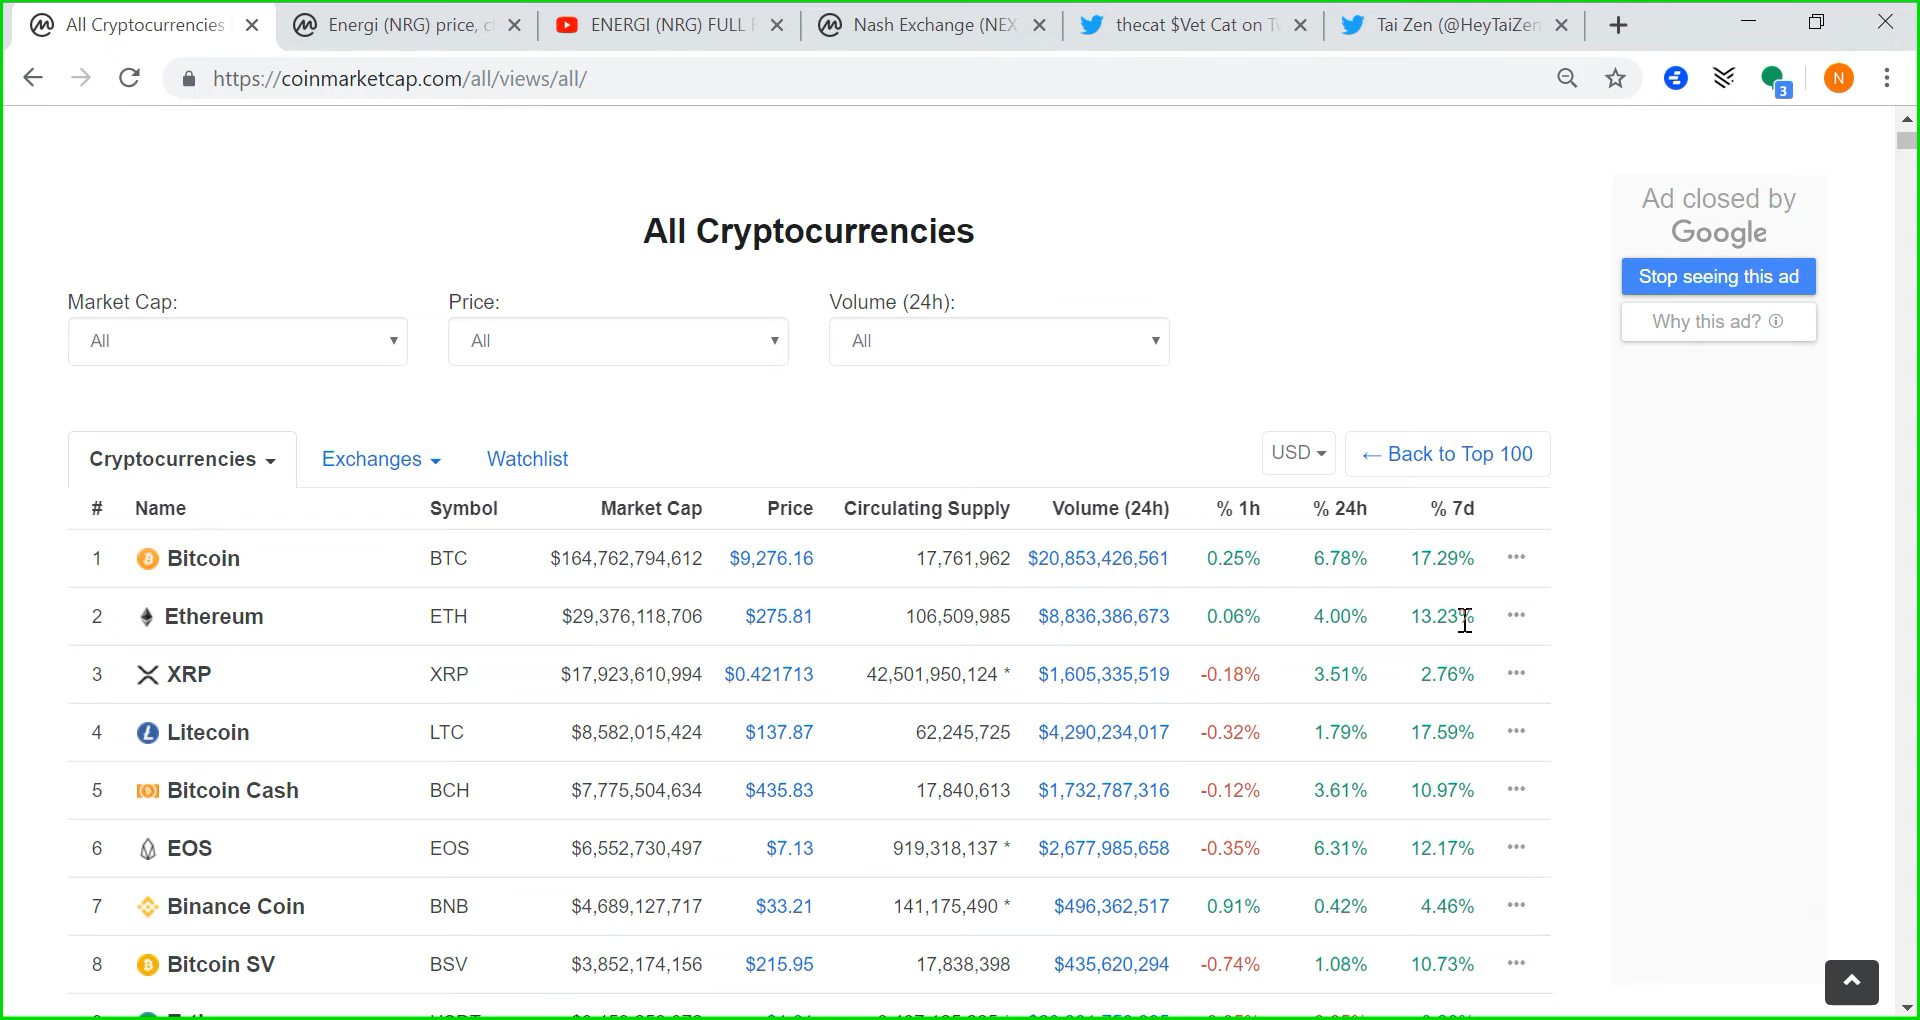 All Cryptocurrencies
Energi (NRG) price, c
ENERGI (NRG) FULL
Nash Exchange (NEX
thecat $Vet Cat on Tw
Tai Zen (@HeyTaiZen
https://coinmarketcap.com/all/views/all/
3
N
All Cryptocurrencies
Market Cap: Price: Volume (24h):
All All All
Ad closed by
Google
Stop seeing this ad
Why this ad?
Cryptocurrencies Exchanges Watchlist USD ← Back to Top 100
# Name Symbol Market Cap Price Circulating Supply Volume (24h) % 1h % 24h % 7d
1 Bitcoin BTC $164,762,794,612 $9,276.16 17,761,962 $20,853,426,561 0.25% 6.78% 17.29%
2 Ethereum ETH $29,376,118,706 $275.81 106,509,985 $8,836,386,673 0.06% 4.00% 13.23%
3 XRP XRP $17,923,610,994 $0.421713 42,501,950,124 * $1,605,335,519 -0.18% 3.51% 2.76%
4 Litecoin LTC $8,582,015,424 $137.87 62,245,725 $4,290,234,017 -0.32% 1.79% 17.59%
5 Bitcoin Cash BCH $7,775,504,634 $435.83 17,840,613 $1,732,787,316 -0.12% 3.61% 10.97%
6 EOS EOS $6,552,730,497 $7.13 919,318,137 * $2,677,985,658 -0.35% 6.31% 12.17%
7 Binance Coin BNB $4,689,127,717 $33.21 141,175,490 * $496,362,517 0.91% 0.42% 4.46%
8 Bitcoin SV BSV $3,852,174,156 $215.95 17,838,398 $435,620,294 -0.74% 1.08% 10.73%